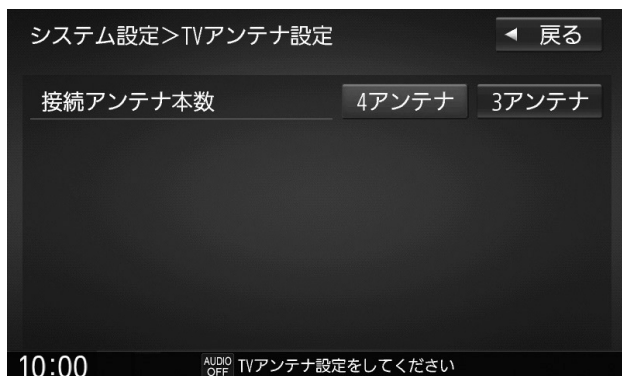 システム設定＞TVアンテナ設定
◀ 戻る
接続アンテナ本数
4アンテナ 3アンテナ
10:00
AUDIO OFF TVアンテナ設定をしてください